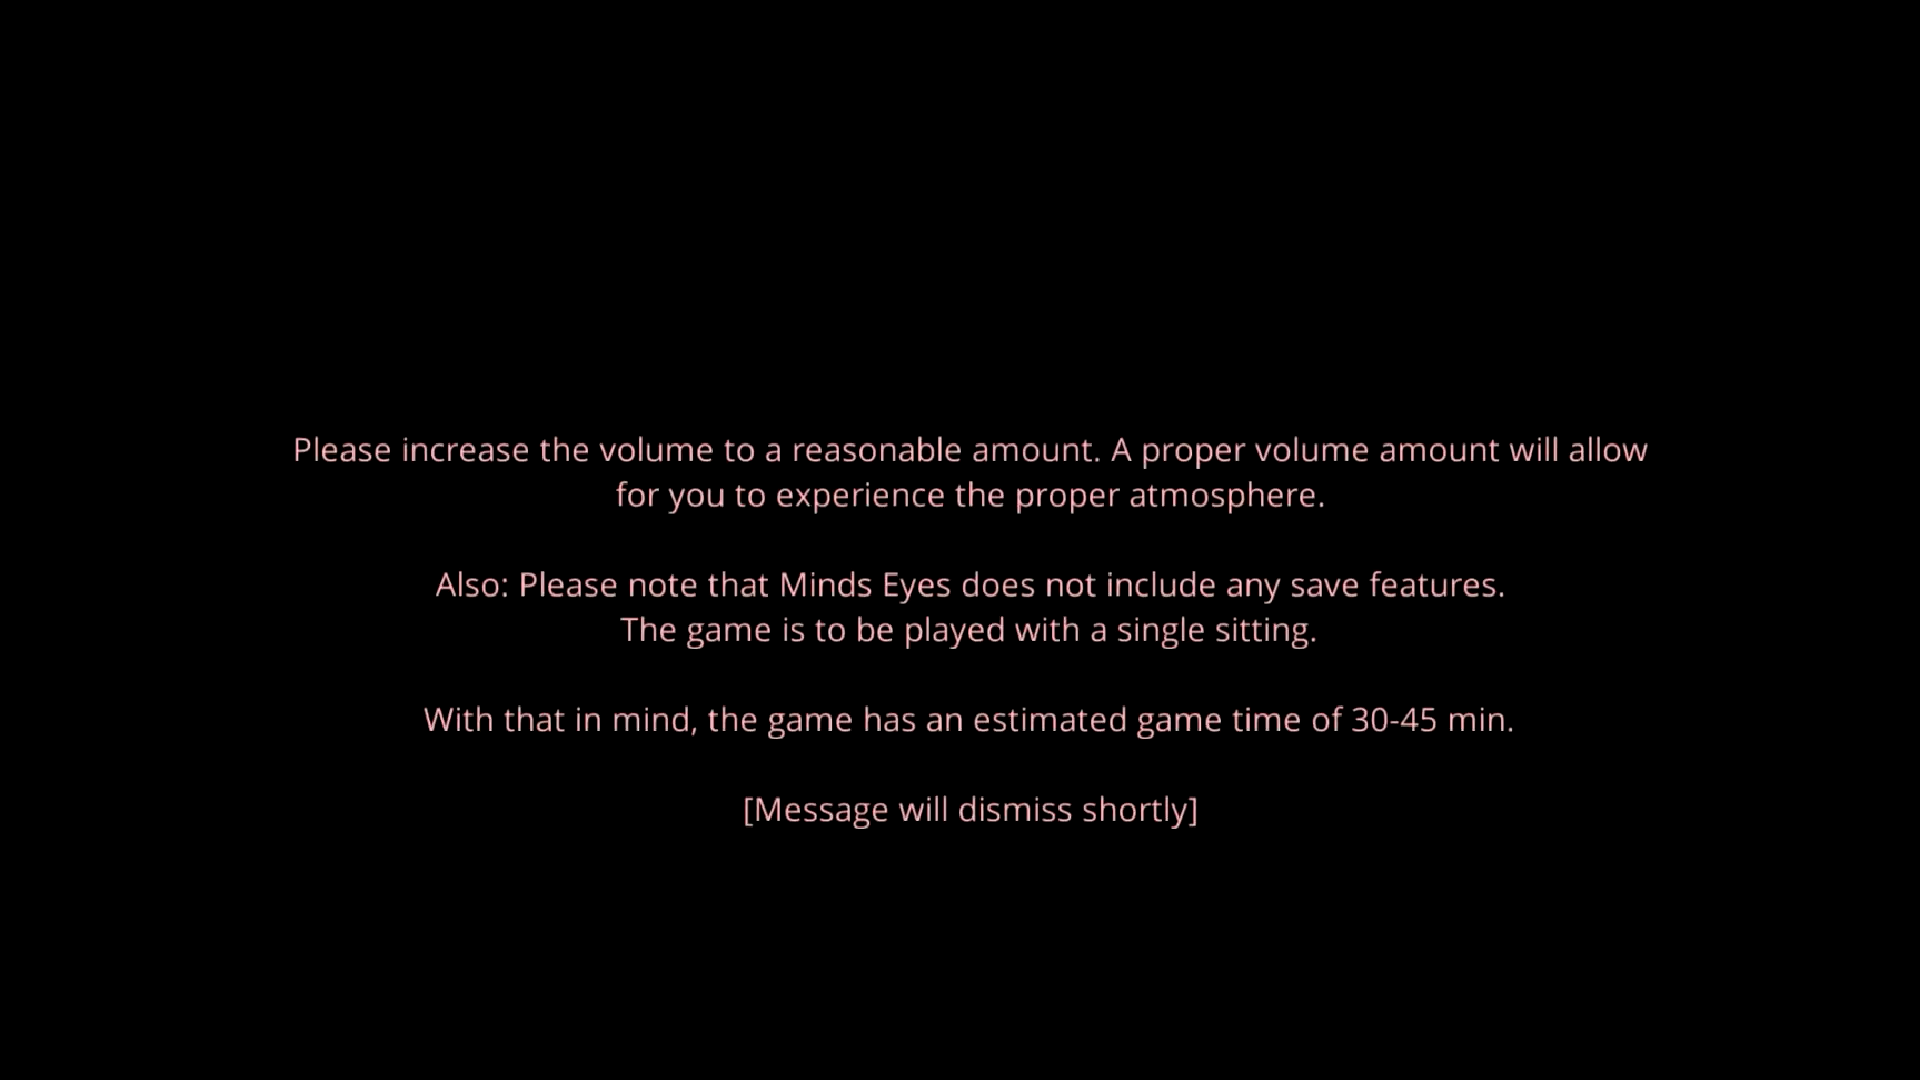 Please increase the volume to a reasonable amount. A proper volume amount will allow
for you to experience the proper atmosphere.
Also: Please note that Minds Eyes does not include any save features.
The game is to be played with a single sitting.
With that in mind, the game has an estimated game time of 30-45 min.
[Message will dismiss shortly]